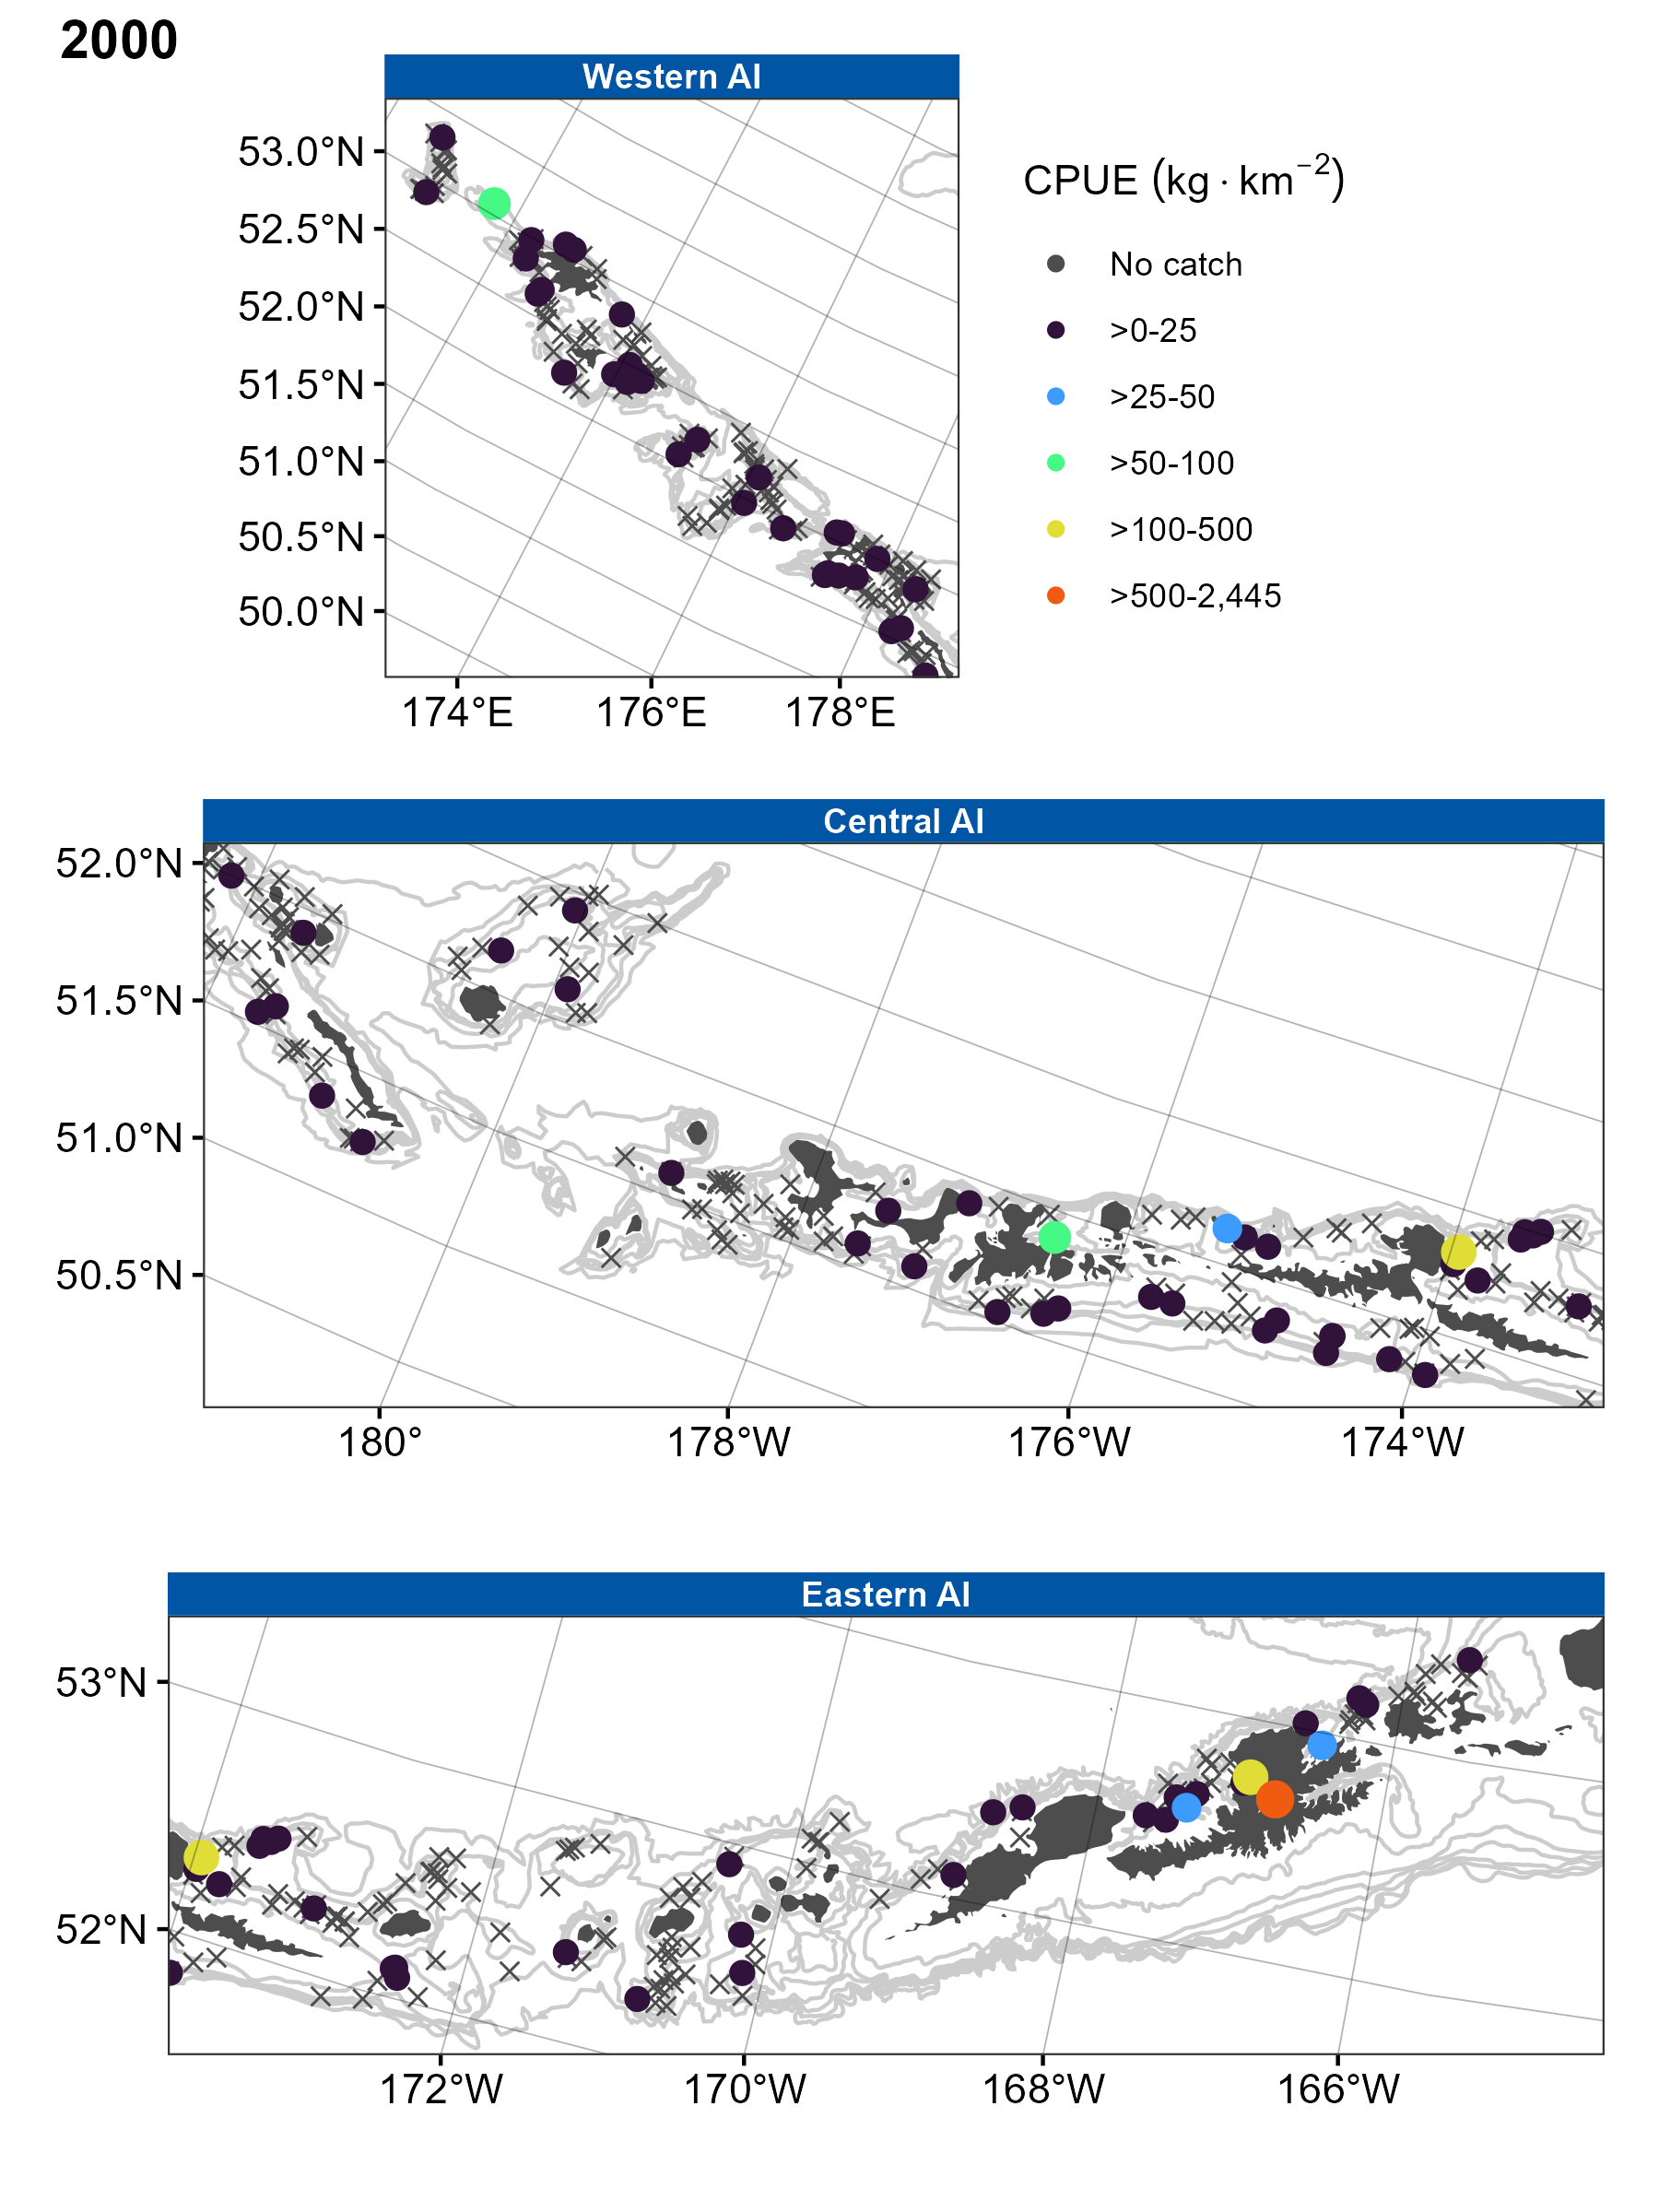 2000
Western AI
53.0°N
52.5°N
52.0°N
51.5°N
51.0°N
50.5°N
50.0°N
174°E 176°E 178°E
CPUE (kg · km⁻²)
No catch
>0-25
>25-50
>50-100
>100-500
>500-2,445
Central AI
52.0°N
51.5°N
51.0°N
50.5°N
180° 178°W 176°W 174°W
Eastern AI
53°N
52°N
172°W 170°W 168°W 166°W